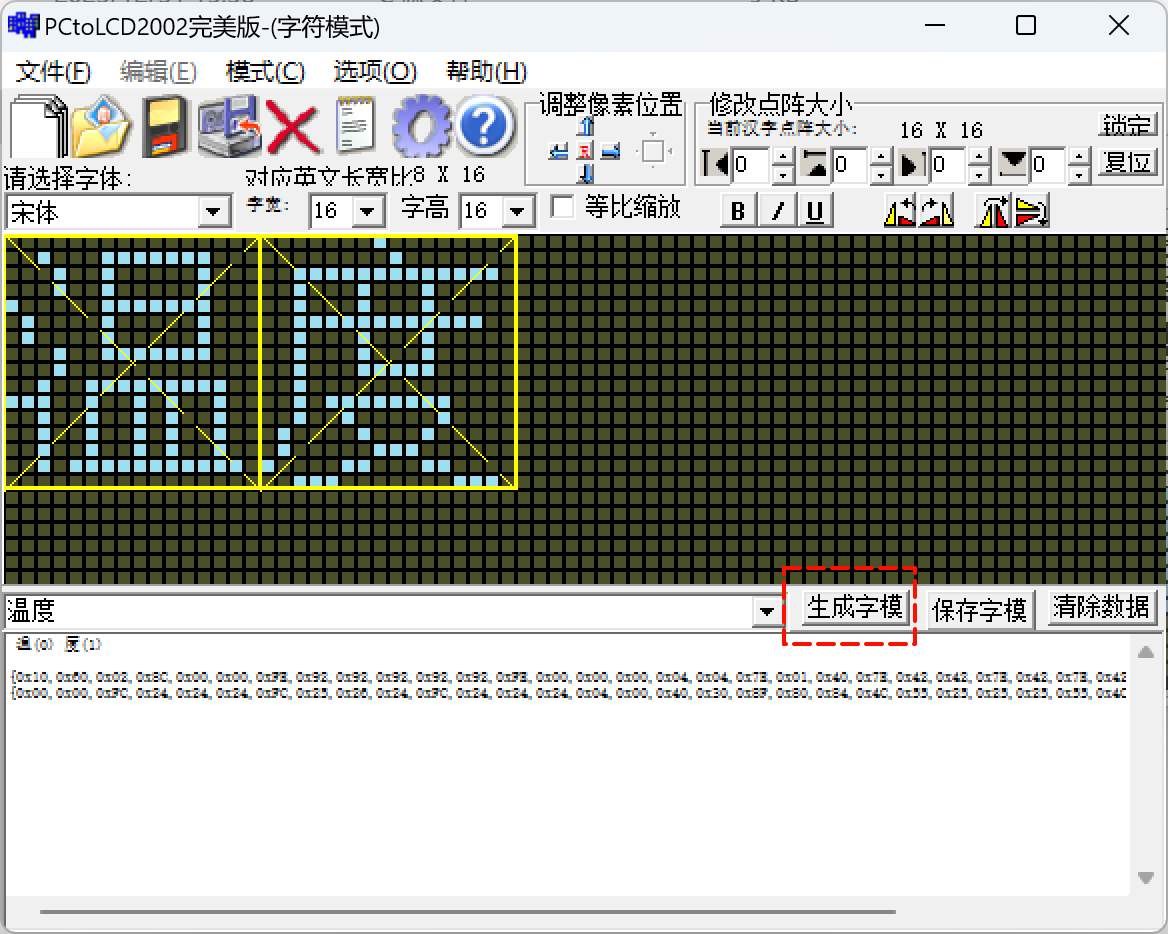 PCtoLCD2002完美版-(字符模式)
文件(F) 编辑(E) 模式(C) 选项(O) 帮助(H)
调整像素位置 修改点阵大小
当前汉字点阵大小: 16 X 16 锁定
0 0 0 0 复位
请选择字体: 对应英文长宽比8 X 16
宋体 字宽: 16 字高 16 等比缩放 B I U
温度 生成字模 保存字模 清除数据
温(0) 度(1)
{0x10, 0x60, 0x02, 0x8C, 0x00, 0x00, 0xFE, 0x92, 0x92, 0x92, 0x92, 0x92, 0xFE, 0x00, 0x00, 0x00, 0x04, 0x04, 0x7E, 0x01, 0x40, 0x7E, 0x42, 0x42, 0x7E, 0x42, 0x7E, 0x42
{0x00, 0x00, 0xFC, 0x24, 0x24, 0x24, 0xFC, 0x25, 0x26, 0x24, 0xFC, 0x24, 0x24, 0x24, 0x04, 0x00, 0x40, 0x30, 0x8F, 0x80, 0x84, 0x4C, 0x55, 0x25, 0x25, 0x25, 0x55, 0x4C